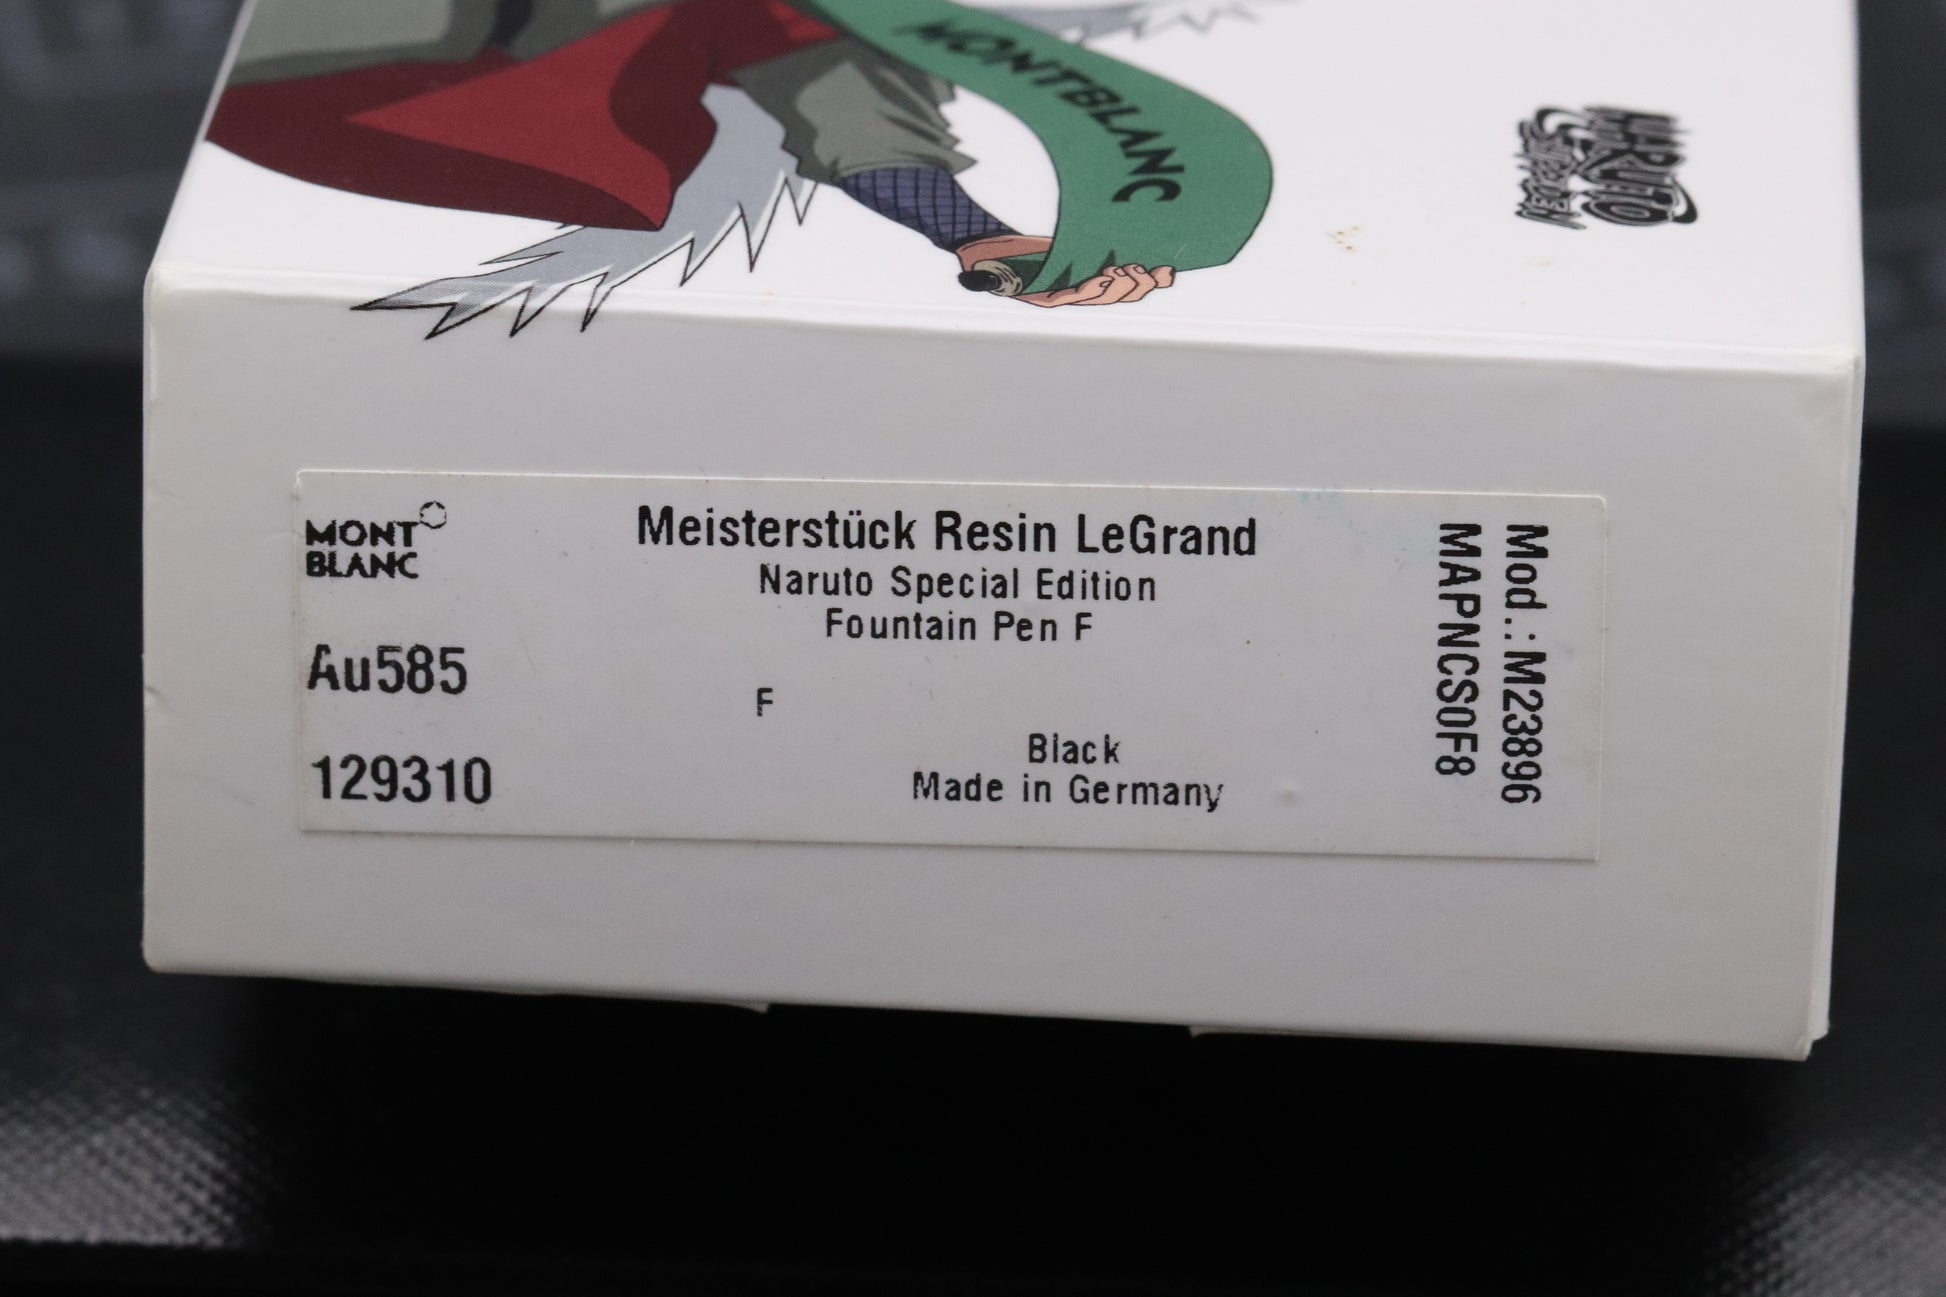 MONTBLANC
NARUTO
SHIPPUDEN
MONT
BLANC
Meisterstück Resin LeGrand
Naruto Special Edition
Fountain Pen F
Au585
F
129310
Black
Made in Germany
Mod.:M23896
MAPNCS0F8